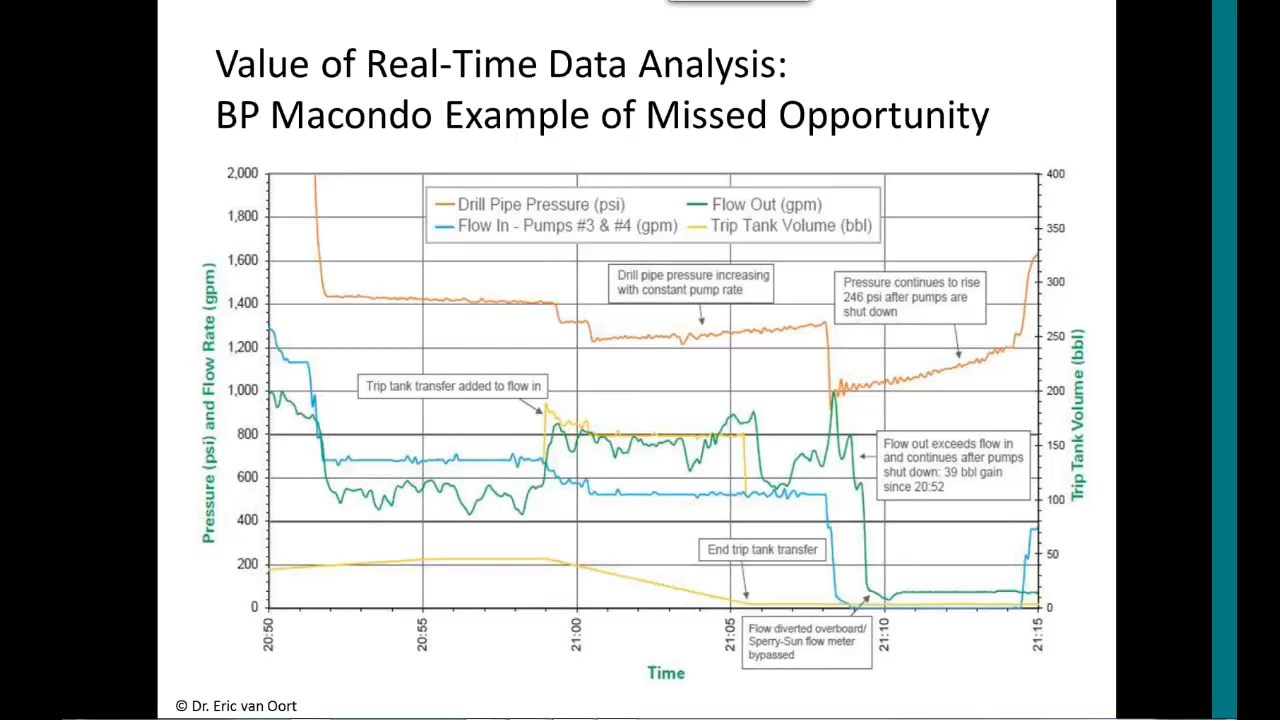 Value of Real-Time Data Analysis:
BP Macondo Example of Missed Opportunity
2,000
1,800
1,600
1,400
1,200
1,000
800
600
400
200
0
Pressure (psi) and Flow Rate (gpm)
Drill Pipe Pressure (psi)
Flow Out (gpm)
Flow In - Pumps #3 & #4 (gpm)
Trip Tank Volume (bbl)
Drill pipe pressure increasing
with constant pump rate
Pressure continues to rise
246 psi after pumps are
shut down
Trip tank transfer added to flow in
Flow out exceeds flow in
and continues after pumps
shut down: 39 bbl gain
since 20:52
End trip tank transfer
Flow diverted overboard/
Sperry-Sun flow meter
bypassed
400
350
300
250
200
150
100
50
0
Trip Tank Volume (bbl)
20:50
20:55
21:00
21:05
21:10
21:15
Time
© Dr. Eric van Oort